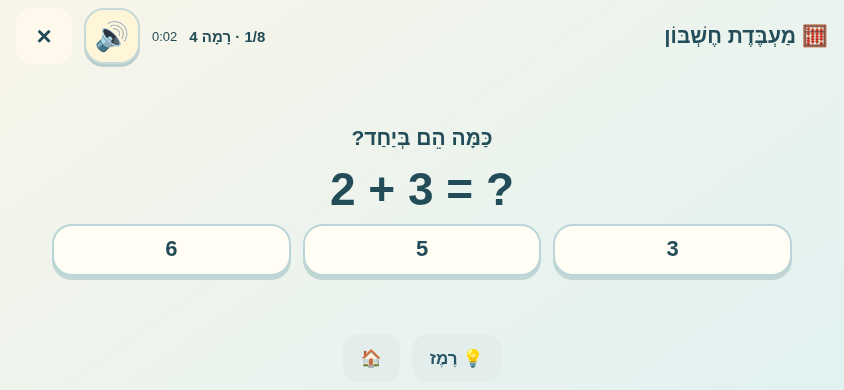 🧮 מַעְבֶּדֶת חֶשְׁבּוֹן
1/8 · רָמָה 4
0:02
כַּמָּה הֵם בְּיַחַד?
2 + 3 = ?
3
5
6
💡 רֶמֶז